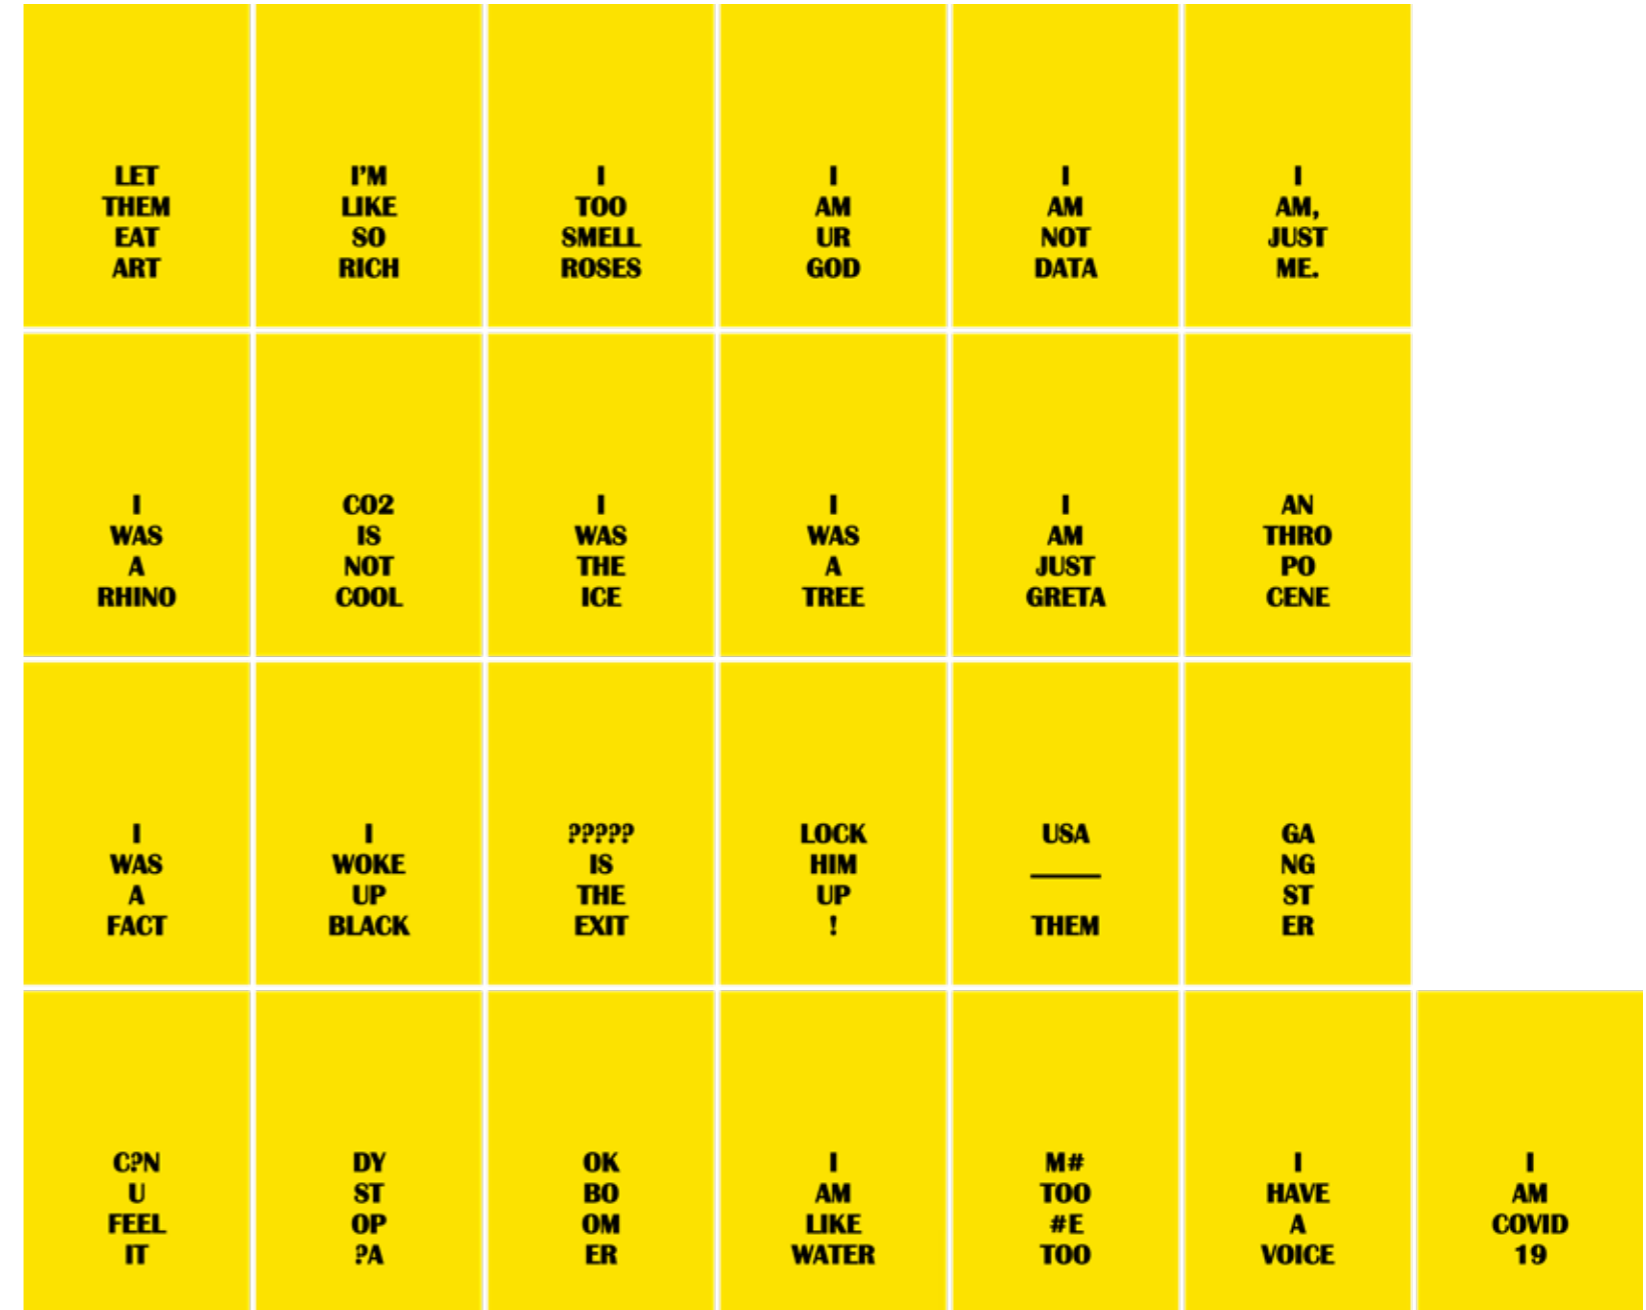 LET
THEM
EAT
ART
I'M
LIKE
SO
RICH
I
TOO
SMELL
ROSES
I
AM
UR
GOD
I
AM
NOT
DATA
I
AM,
JUST
ME.
I
WAS
A
RHINO
CO2
IS
NOT
COOL
I
WAS
THE
ICE
I
WAS
A
TREE
I
AM
JUST
GRETA
AN
THRO
PO
CENE
I
WAS
A
FACT
I
WOKE
UP
BLACK
?????
IS
THE
EXIT
LOCK
HIM
UP
!
USA
____
THEM
GA
NG
ST
ER
C?N
U
FEEL
IT
DY
ST
OP
?A
OK
BO
OM
ER
I
AM
LIKE
WATER
M#
TOO
#E
TOO
I
HAVE
A
VOICE
I
AM
COVID
19